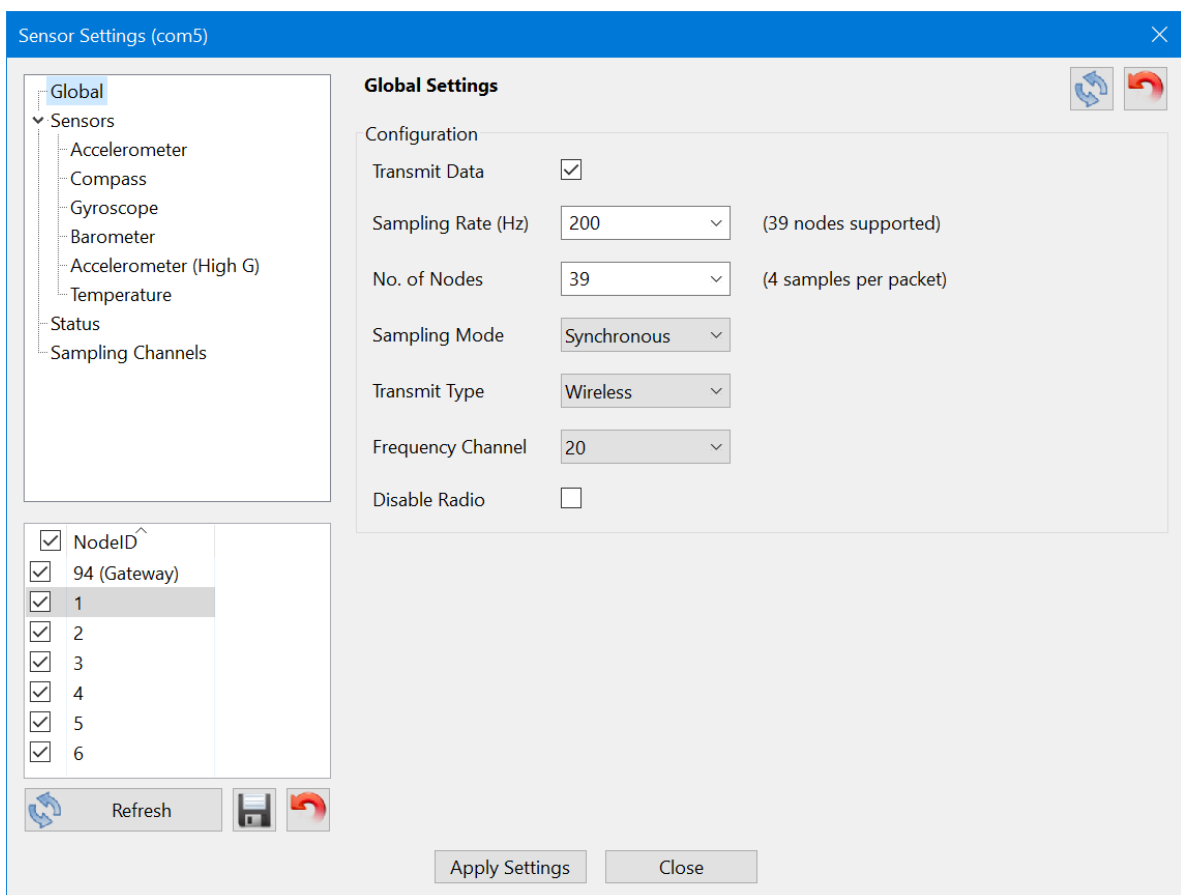 Sensor Settings (com5)
Global
Sensors
Accelerometer
Compass
Gyroscope
Barometer
Accelerometer (High G)
Temperature
Status
Sampling Channels
NodeID
94 (Gateway)
1
2
3
4
5
6
Refresh
Global Settings
Configuration
Transmit Data
Sampling Rate (Hz) 200 (39 nodes supported)
No. of Nodes 39 (4 samples per packet)
Sampling Mode Synchronous
Transmit Type Wireless
Frequency Channel 20
Disable Radio
Apply Settings Close